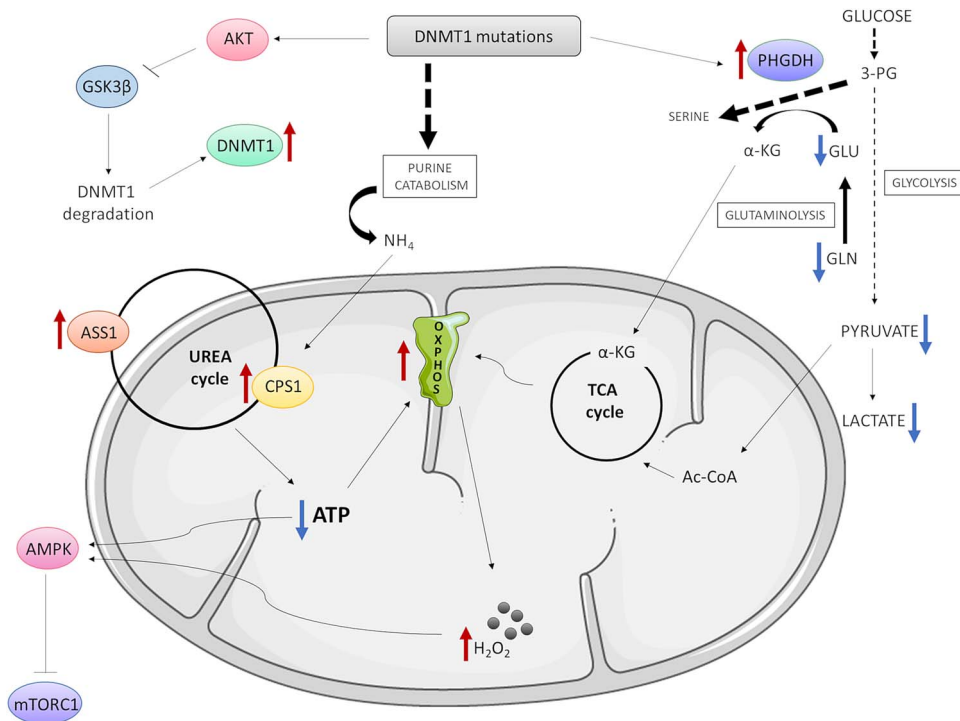 GLUCOSE
AKT
DNMT1 mutations
PHGDH
3-PG
GSK3β
SERINE
DNMT1
α-KG
GLU
PURINE
CATABOLISM
GLYCOLYSIS
DNMT1
degradation
GLUTAMINOLYSIS
NH₄
GLN
ASS1
UREA
cycle
CPS1
OXPHOS
α-KG
TCA
cycle
PYRUVATE
LACTATE
Ac-CoA
ATP
AMPK
H₂O₂
mTORC1